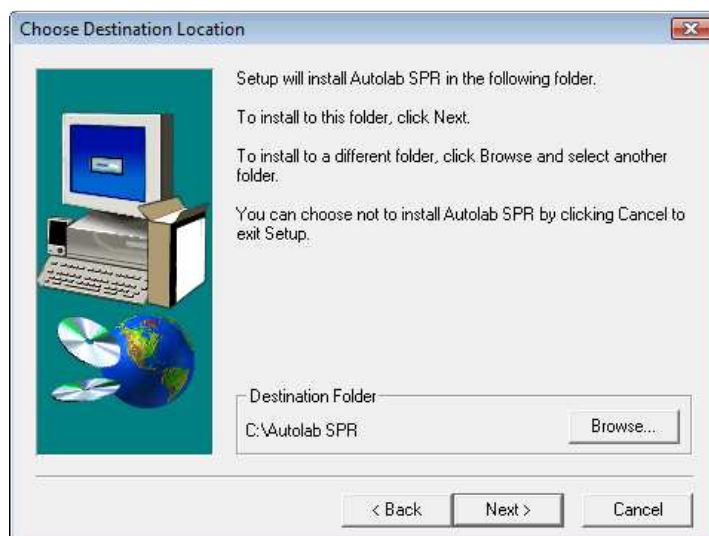 Choose Destination Location
Setup will install Autolab SPR in the following folder.
To install to this folder, click Next.
To install to a different folder, click Browse and select another
folder.
You can choose not to install Autolab SPR by clicking Cancel to
exit Setup.
Destination Folder
C:\Autolab SPR
Browse...
< Back
Next >
Cancel